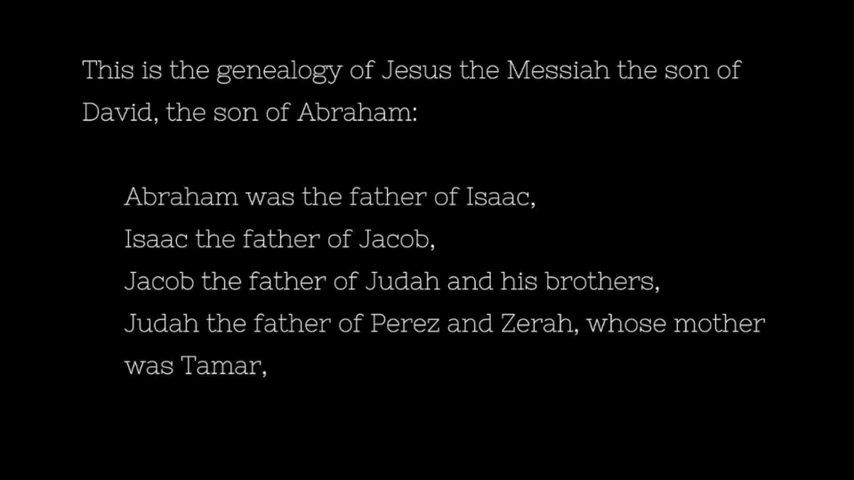 This is the genealogy of Jesus the Messiah the son of
David, the son of Abraham:
Abraham was the father of Isaac,
Isaac the father of Jacob,
Jacob the father of Judah and his brothers,
Judah the father of Perez and Zerah, whose mother
was Tamar,